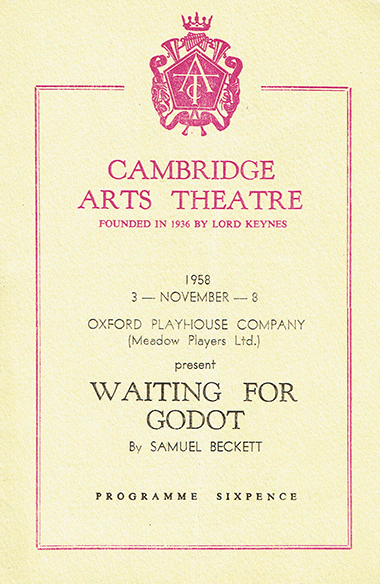 CAMBRIDGE
ARTS THEATRE
FOUNDED IN 1936 BY LORD KEYNES
1958
3 — NOVEMBER — 8
OXFORD PLAYHOUSE COMPANY
(Meadow Players Ltd.)
present
WAITING FOR
GODOT
By SAMUEL BECKETT
PROGRAMME SIXPENCE